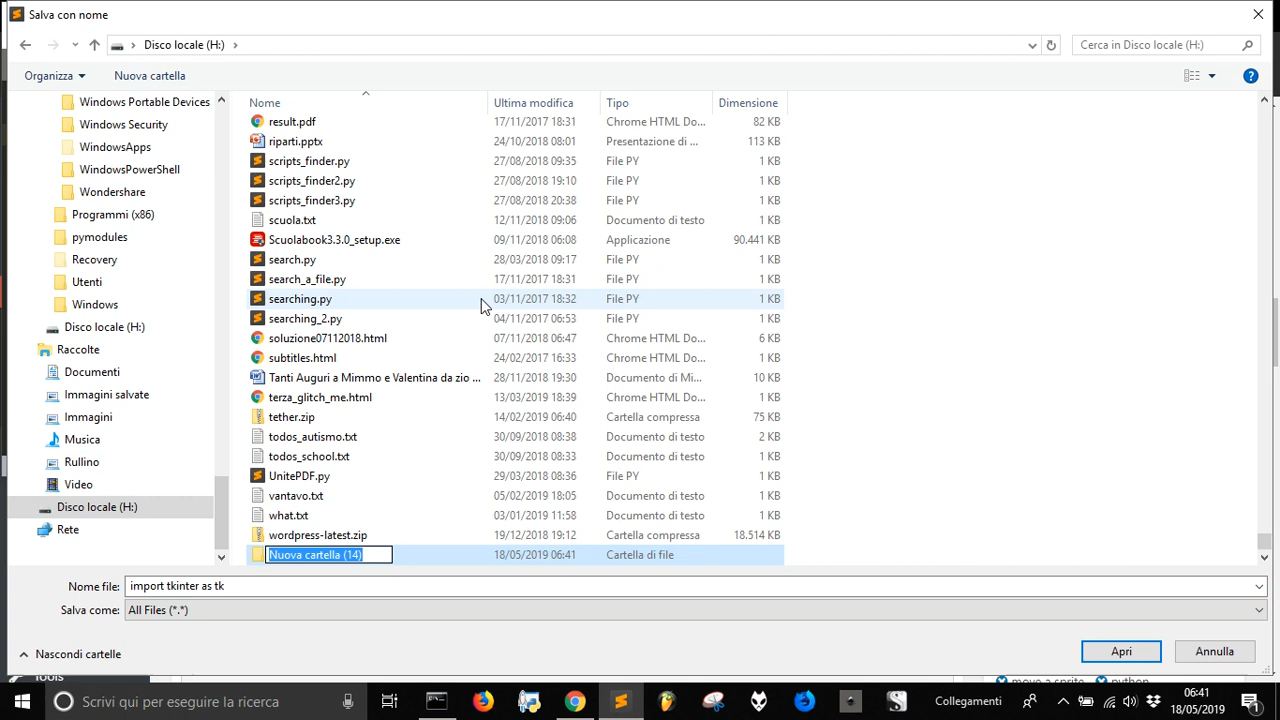 Salva con nome
Disco locale (H:)
Cerca in Disco locale (H:)
Organizza
Nuova cartella
Nome Ultima modifica Tipo Dimensione
Windows Portable Devices
Windows Security
WindowsApps
WindowsPowerShell
Wondershare
Programmi (x86)
pymodules
Recovery
Utenti
Windows
Disco locale (H:)
Raccolte
Documenti
Immagini salvate
Immagini
Musica
Rullino
Video
Disco locale (H:)
Rete
result.pdf 17/11/2017 18:31 Chrome HTML Do... 82 KB
riparti.pptx 24/10/2018 08:01 Presentazione di ... 113 KB
scripts_finder.py 27/08/2018 09:35 File PY 1 KB
scripts_finder2.py 27/08/2018 19:10 File PY 1 KB
scripts_finder3.py 27/08/2018 20:38 File PY 1 KB
scuola.txt 12/11/2018 09:06 Documento di testo 1 KB
Scuolabook3.3.0_setup.exe 09/11/2018 06:08 Applicazione 90.441 KB
search.py 28/03/2018 09:17 File PY 1 KB
search_a_file.py 17/11/2017 18:31 File PY 1 KB
searching.py 03/11/2017 18:32 File PY 1 KB
searching_2.py 04/11/2017 06:53 File PY 1 KB
soluzione07112018.html 07/11/2018 06:47 Chrome HTML Do... 6 KB
subtitles.html 24/02/2017 16:33 Chrome HTML Do... 1 KB
Tanti Auguri a Mimmo e Valentina da zio ... 28/11/2018 19:30 Documento di Mi... 10 KB
terza_glitch_me.html 13/03/2019 18:39 Chrome HTML Do... 1 KB
tether.zip 14/02/2019 06:40 Cartella compressa 75 KB
todos_autismo.txt 30/09/2018 08:38 Documento di testo 2 KB
todos_school.txt 30/09/2018 08:33 Documento di testo 1 KB
UnitePDF.py 29/03/2018 08:36 File PY 1 KB
vantavo.txt 05/02/2019 18:05 Documento di testo 1 KB
what.txt 03/01/2019 11:58 Documento di testo 1 KB
wordpress-latest.zip 19/12/2018 19:12 Cartella compressa 18.514 KB
Nuova cartella (14) 18/05/2019 06:41 Cartella di file
Nome file: import tkinter as tk
Salva come: All Files (*.*)
Nascondi cartelle
Apri
Annulla
Tools
move a sprite
python
Scrivi qui per eseguire la ricerca
Collegamenti
06:41
18/05/2019
1